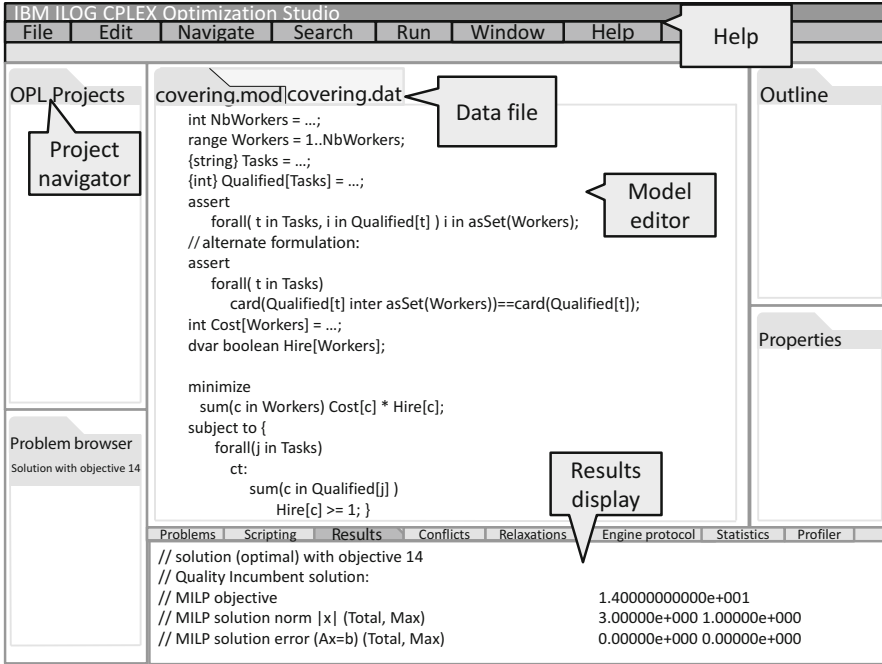 IBM ILOG CPLEX Optimization Studio
File Edit Navigate Search Run Window Help
Help
OPL Projects
Project
navigator
covering.mod covering.dat
Data file
int NbWorkers = ...;
range Workers = 1..NbWorkers;
{string} Tasks = ...;
{int} Qualified[Tasks] = ...;
assert
forall( t in Tasks, i in Qualified[t] ) i in asSet(Workers);
// alternate formulation:
assert
forall( t in Tasks)
card(Qualified[t] inter asSet(Workers))==card(Qualified[t]);
int Cost[Workers] = ...;
dvar boolean Hire[Workers];
minimize
sum(c in Workers) Cost[c] * Hire[c];
subject to {
forall(j in Tasks)
ct:
sum(c in Qualified[j] )
Hire[c] >= 1; }
Model
editor
Outline
Properties
Problem browser
Solution with objective 14
Results
display
Problems Scripting Results Conflicts Relaxations Engine protocol Statistics Profiler
// solution (optimal) with objective 14
// Quality Incumbent solution:
// MILP objective 1.40000000000e+001
// MILP solution norm |x| (Total, Max) 3.00000e+000 1.00000e+000
// MILP solution error (Ax=b) (Total, Max) 0.00000e+000 0.00000e+000